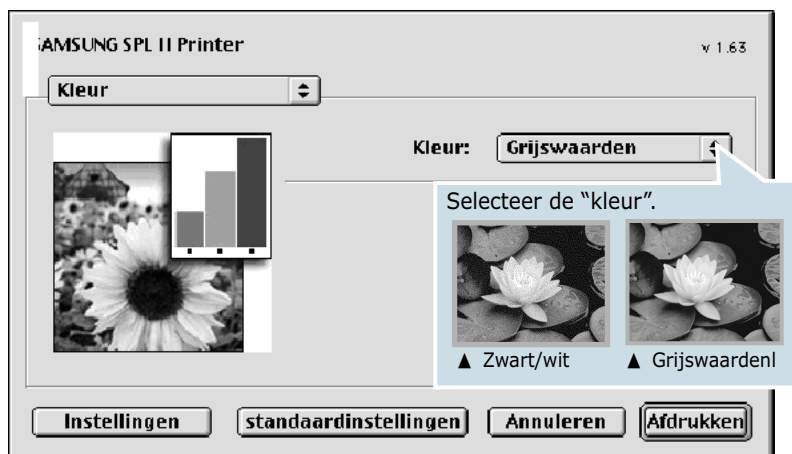 SAMSUNG SPL II Printer
v 1.63
Kleur
Kleur: Grijswaarden
Selecteer de “kleur”.
▲ Zwart/wit ▲ Grijswaardenl
Instellingen standaardinstellingen Annuleren Afdrukken